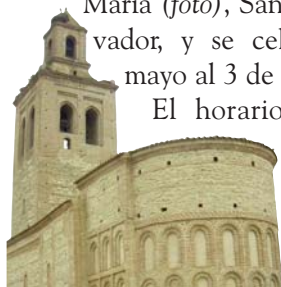 María (foto), San
vador, y se cel
mayo al 3 de
El horario